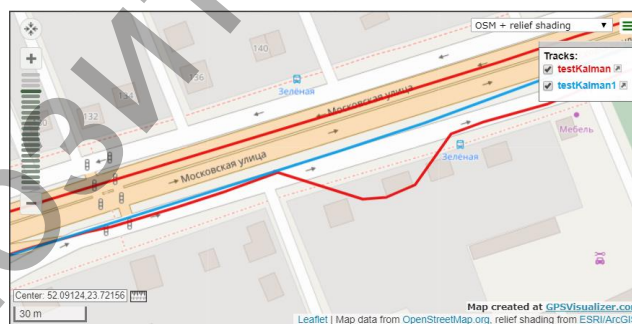 OSM + relief shading
Tracks:
testKalman
testKalman1
140
136
134
132
Зелёная
Московская улица
Мебель
Зелёная
Московская улица
Center: 52.09124,23.72156
30 m
Map created at GPSVisualizer.com
Leaflet | Map data from OpenStreetMap.org, relief shading from ESRI/ArcGIS